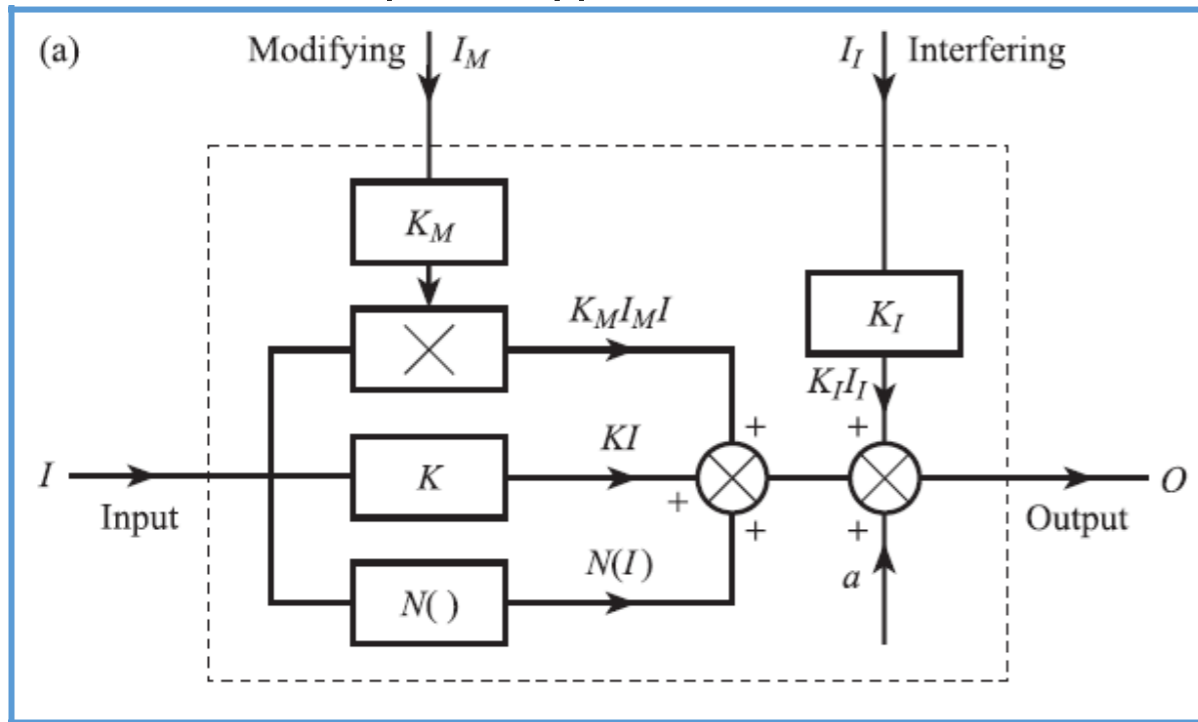 (a)
Modifying I_M
I_I Interfering
K_M
K_M I_M I
K_I
K_I I_I
+ +
I
K
KI
+
O
Input
+ +
Output
N( )
N(I)
a